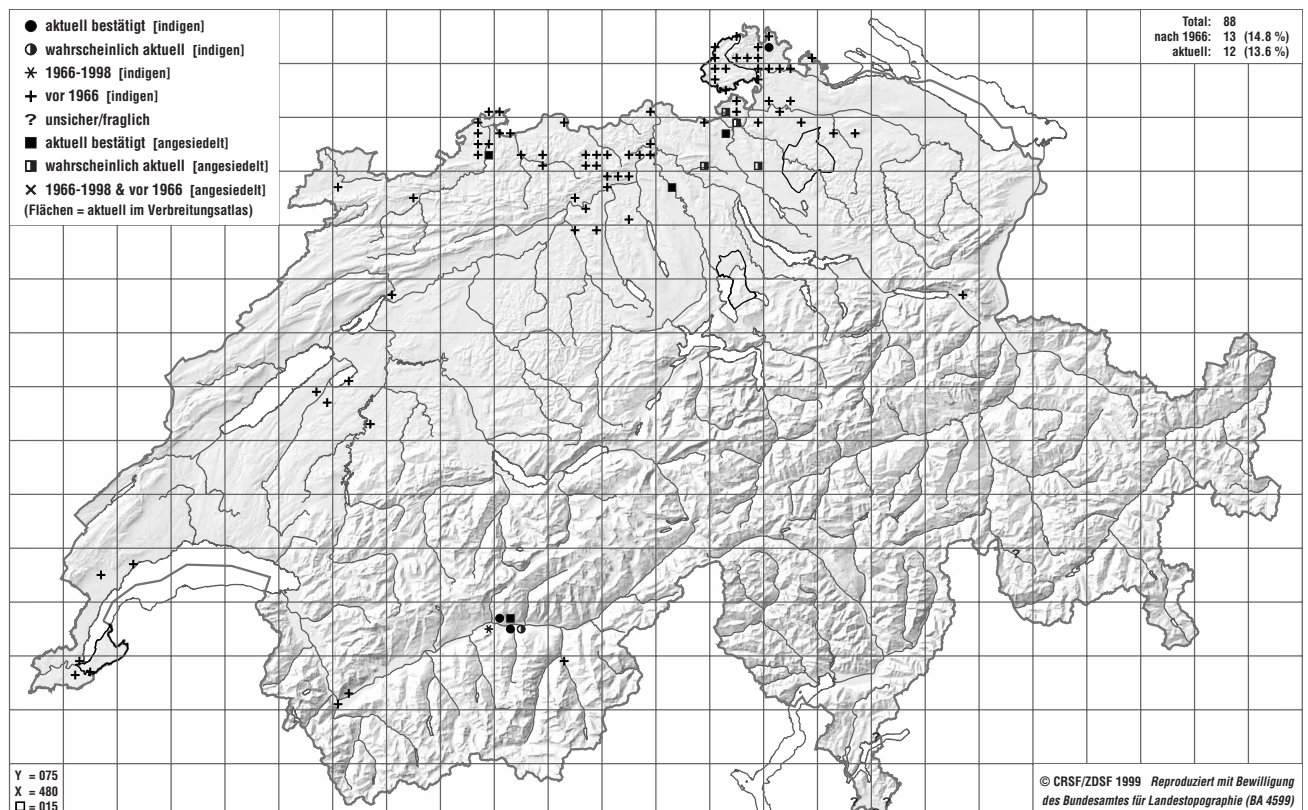 ● aktuell bestätigt [indigen]
◑ wahrscheinlich aktuell [indigen]
✳ 1966-1998 [indigen]
+ vor 1966 [indigen]
? unsicher/fraglich
■ aktuell bestätigt [angesiedelt]
◨ wahrscheinlich aktuell [angesiedelt]
✕ 1966-1998 & vor 1966 [angesiedelt]
(Flächen = aktuell im Verbreitungsatlas)
Total: 88
nach 1966: 13 (14.8 %)
aktuell: 12 (13.6 %)
Y = 075
X = 480
□ = 015
© CRSF/ZDSF 1999 Reproduziert mit Bewilligung
des Bundesamtes für Landestopographie (BA 4599)